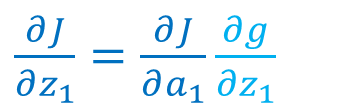 ∂J/∂z₁ = ∂J/∂a₁ ∂g/∂z₁